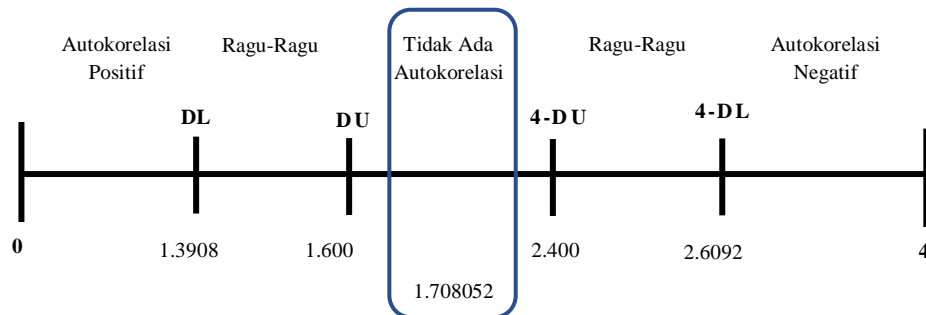 Autokorelasi
Positif
Ragu-Ragu
Tidak Ada
Autokorelasi
Ragu-Ragu
Autokorelasi
Negatif
DL
DU
4-DU
4-DL
0
1.3908
1.600
2.400
2.6092
4
1.708052